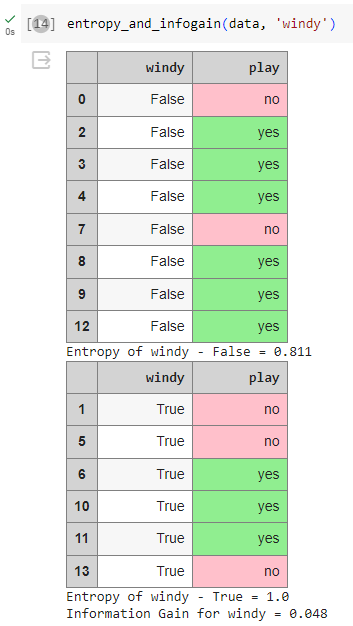 [14] entropy_and_infogain(data, 'windy')
0s
windy play
0 False no
2 False yes
3 False yes
4 False yes
7 False no
8 False yes
9 False yes
12 False yes
Entropy of windy - False = 0.811
windy play
1 True no
5 True no
6 True yes
10 True yes
11 True yes
13 True no
Entropy of windy - True = 1.0
Information Gain for windy = 0.048